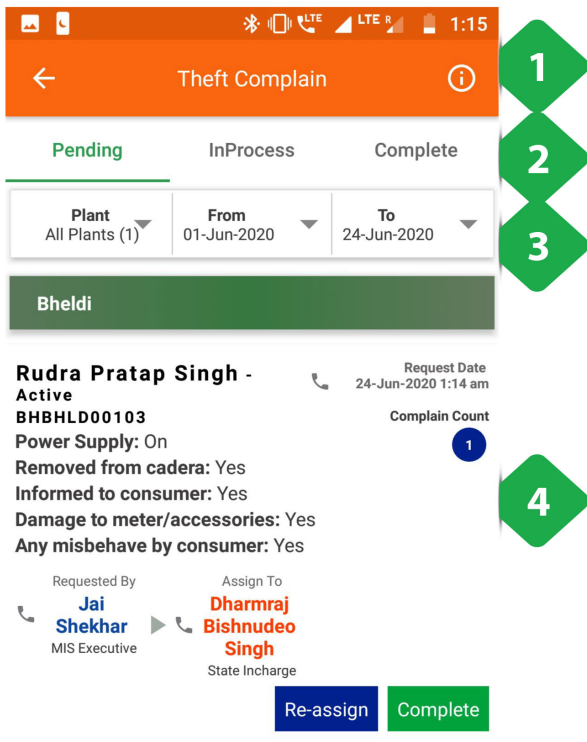 LTE LTE R 1:15
Theft Complain
1
Pending InProcess Complete
2
Plant From To
All Plants (1) 01-Jun-2020 24-Jun-2020
3
Bheldi
Rudra Pratap Singh - Request Date
Active 24-Jun-2020 1:14 am
BHBHLD00103 Complain Count
Power Supply: On 1
Removed from cadera: Yes
Informed to consumer: Yes
4
Damage to meter/accessories: Yes
Any misbehave by consumer: Yes
Requested By Assign To
Jai Dharmraj
Shekhar Bishnudeo
MIS Executive Singh
State Incharge
Re-assign Complete